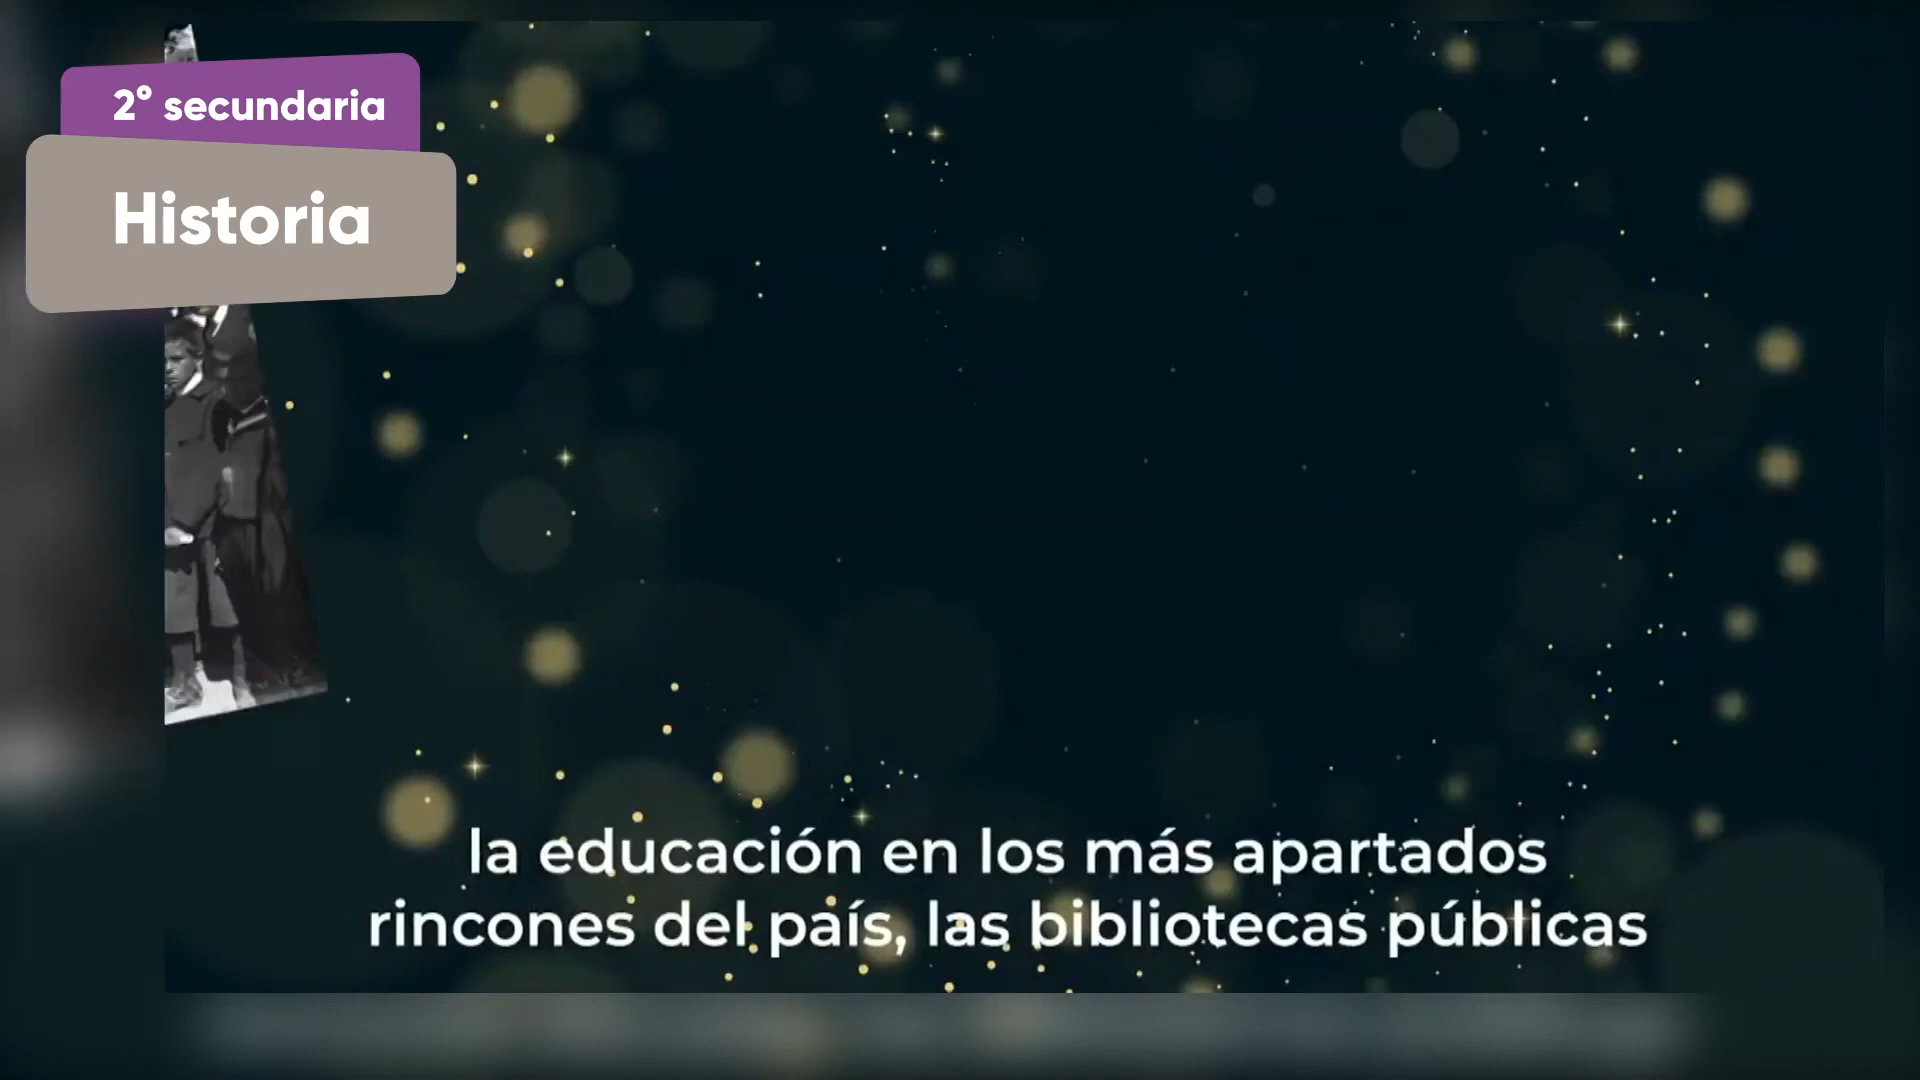 2° secundaria
Historia
la educación en los más apartados
rincones del país, las bibliotecas públicas